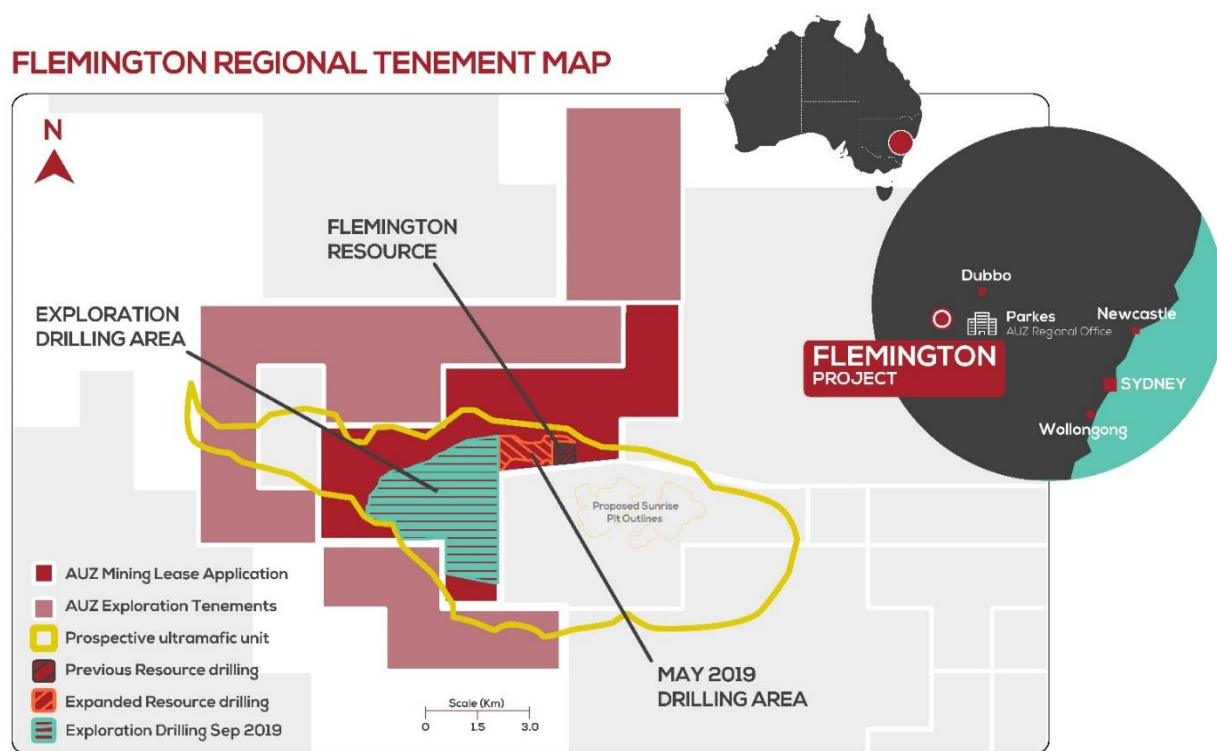 FLEMINGTON REGIONAL TENEMENT MAP
N
FLEMINGTON
RESOURCE
EXPLORATION
DRILLING AREA
Dubbo
Parkes
AUZ Regional Office
Newcastle
FLEMINGTON
PROJECT
SYDNEY
Wollongong
Proposed Sunrise
Pit Outlines
AUZ Mining Lease Application
AUZ Exploration Tenements
Prospective ultramafic unit
Previous Resource drilling
Expanded Resource drilling
Exploration Drilling Sep 2019
Scale (Km)
0 1.5 3.0
MAY 2019
DRILLING AREA